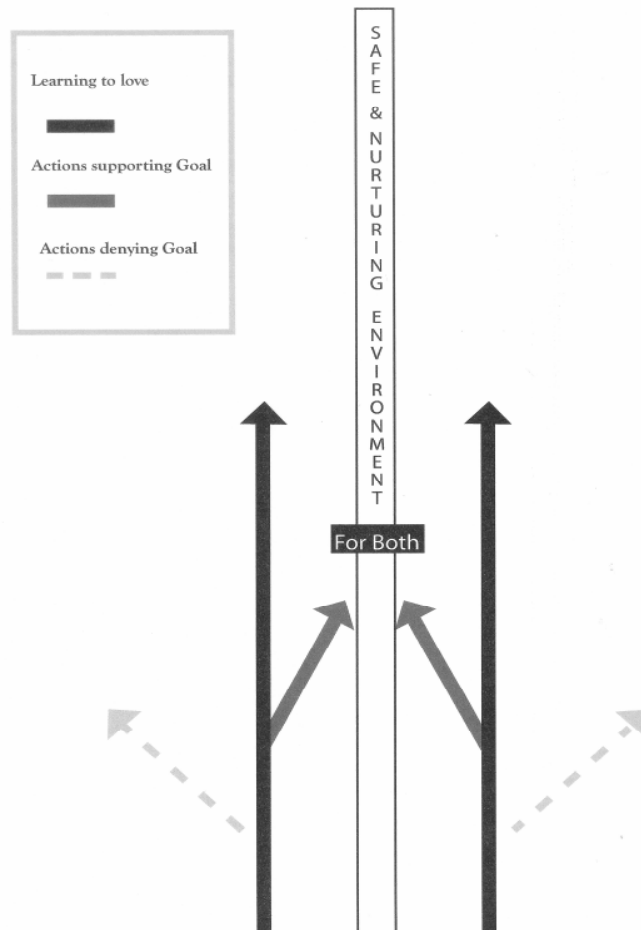 Learning to love
Actions supporting Goal
Actions denying Goal
SAFE & NURTURING ENVIRONMENT
For Both